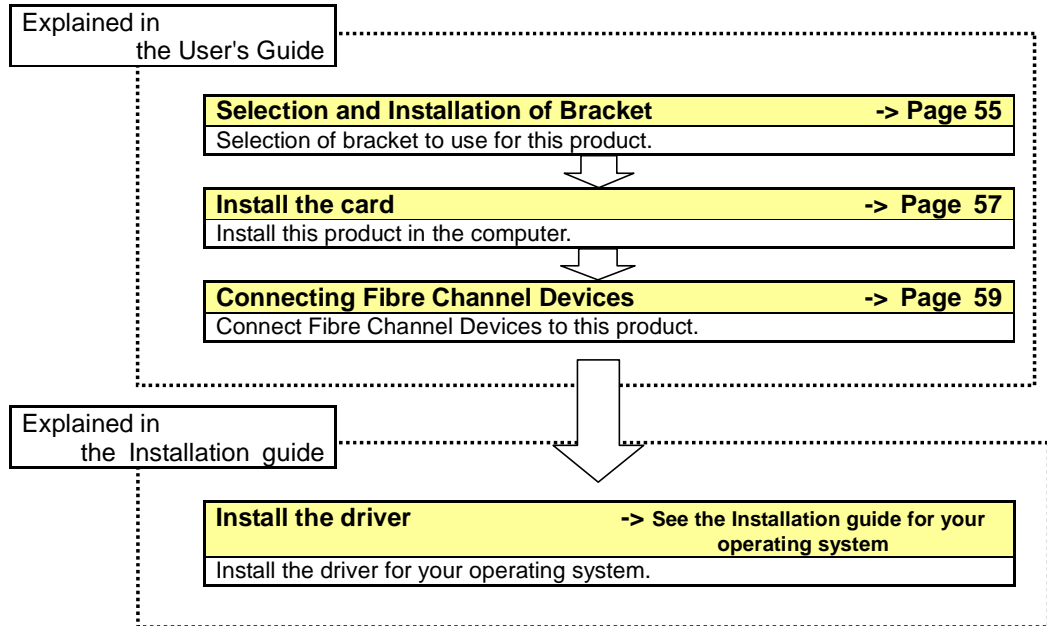 Explained in
the User's Guide
Selection and Installation of Bracket -> Page 55
Selection of bracket to use for this product.
Install the card -> Page 57
Install this product in the computer.
Connecting Fibre Channel Devices -> Page 59
Connect Fibre Channel Devices to this product.
Explained in
the Installation guide
Install the driver -> See the Installation guide for your
operating system
Install the driver for your operating system.